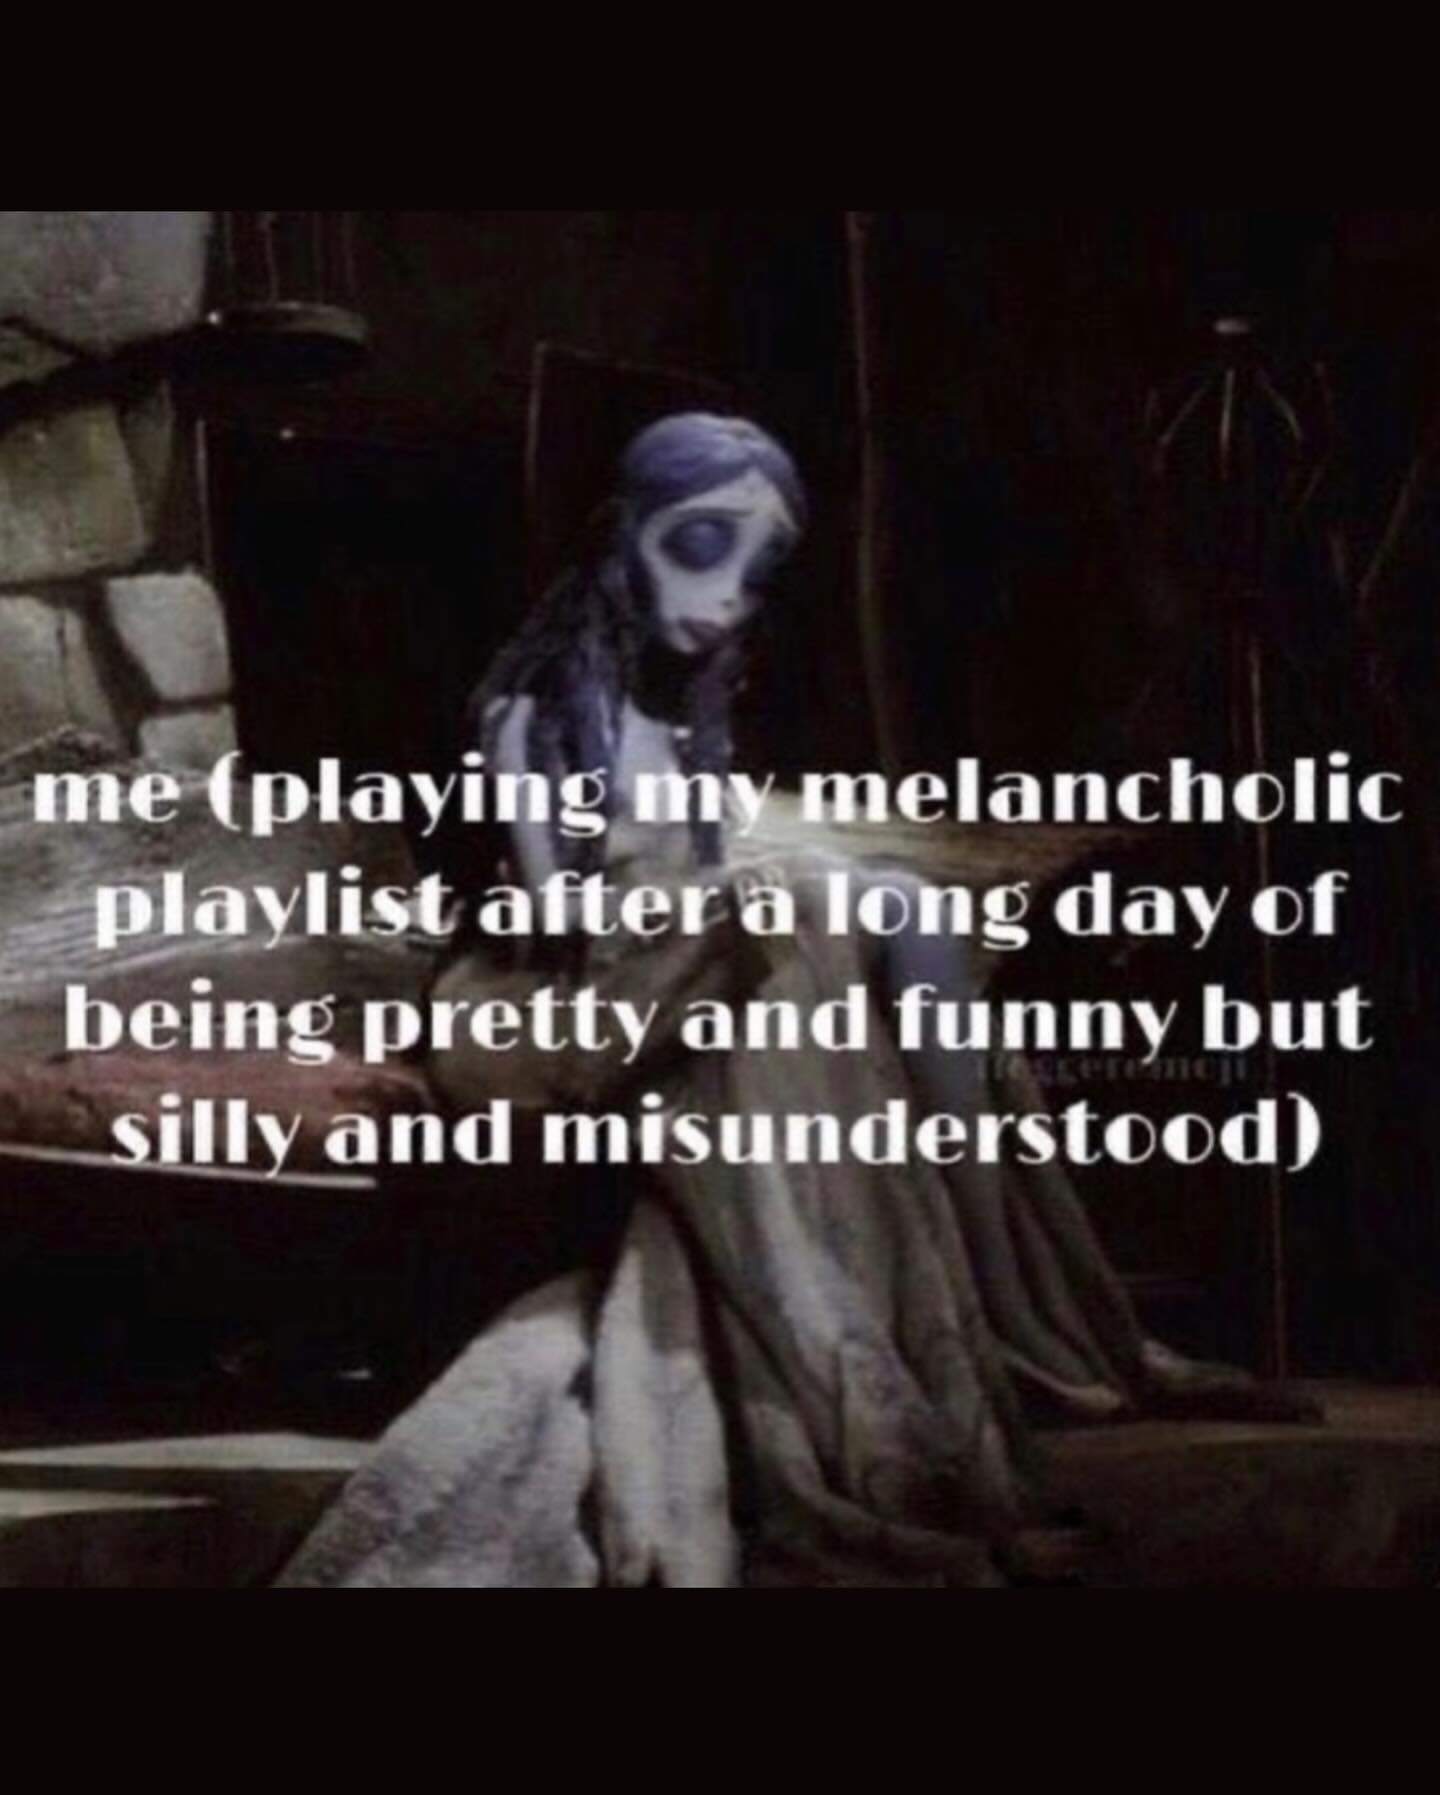 me (playing my melancholic
playlist after a long day of
being pretty and funny but
silly and misunderstood)